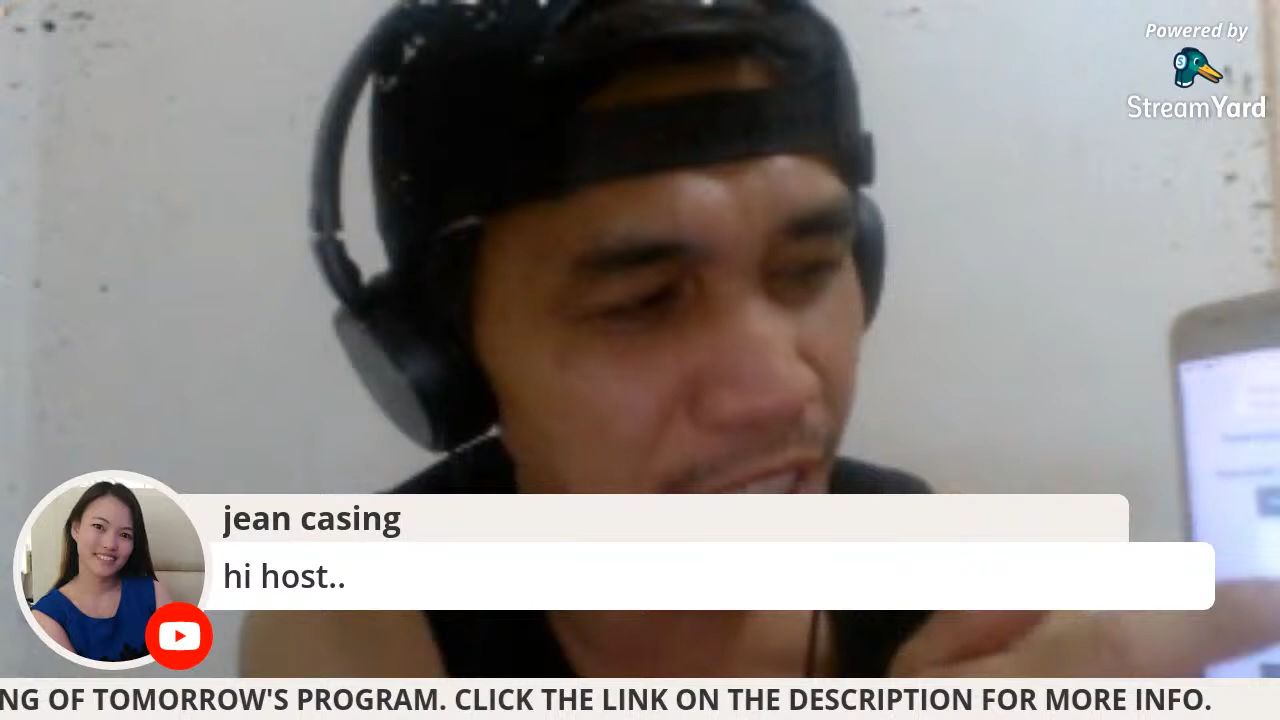 Powered by
StreamYard
jean casing
hi host..
NG OF TOMORROW'S PROGRAM. CLICK THE LINK ON THE DESCRIPTION FOR MORE INFO.